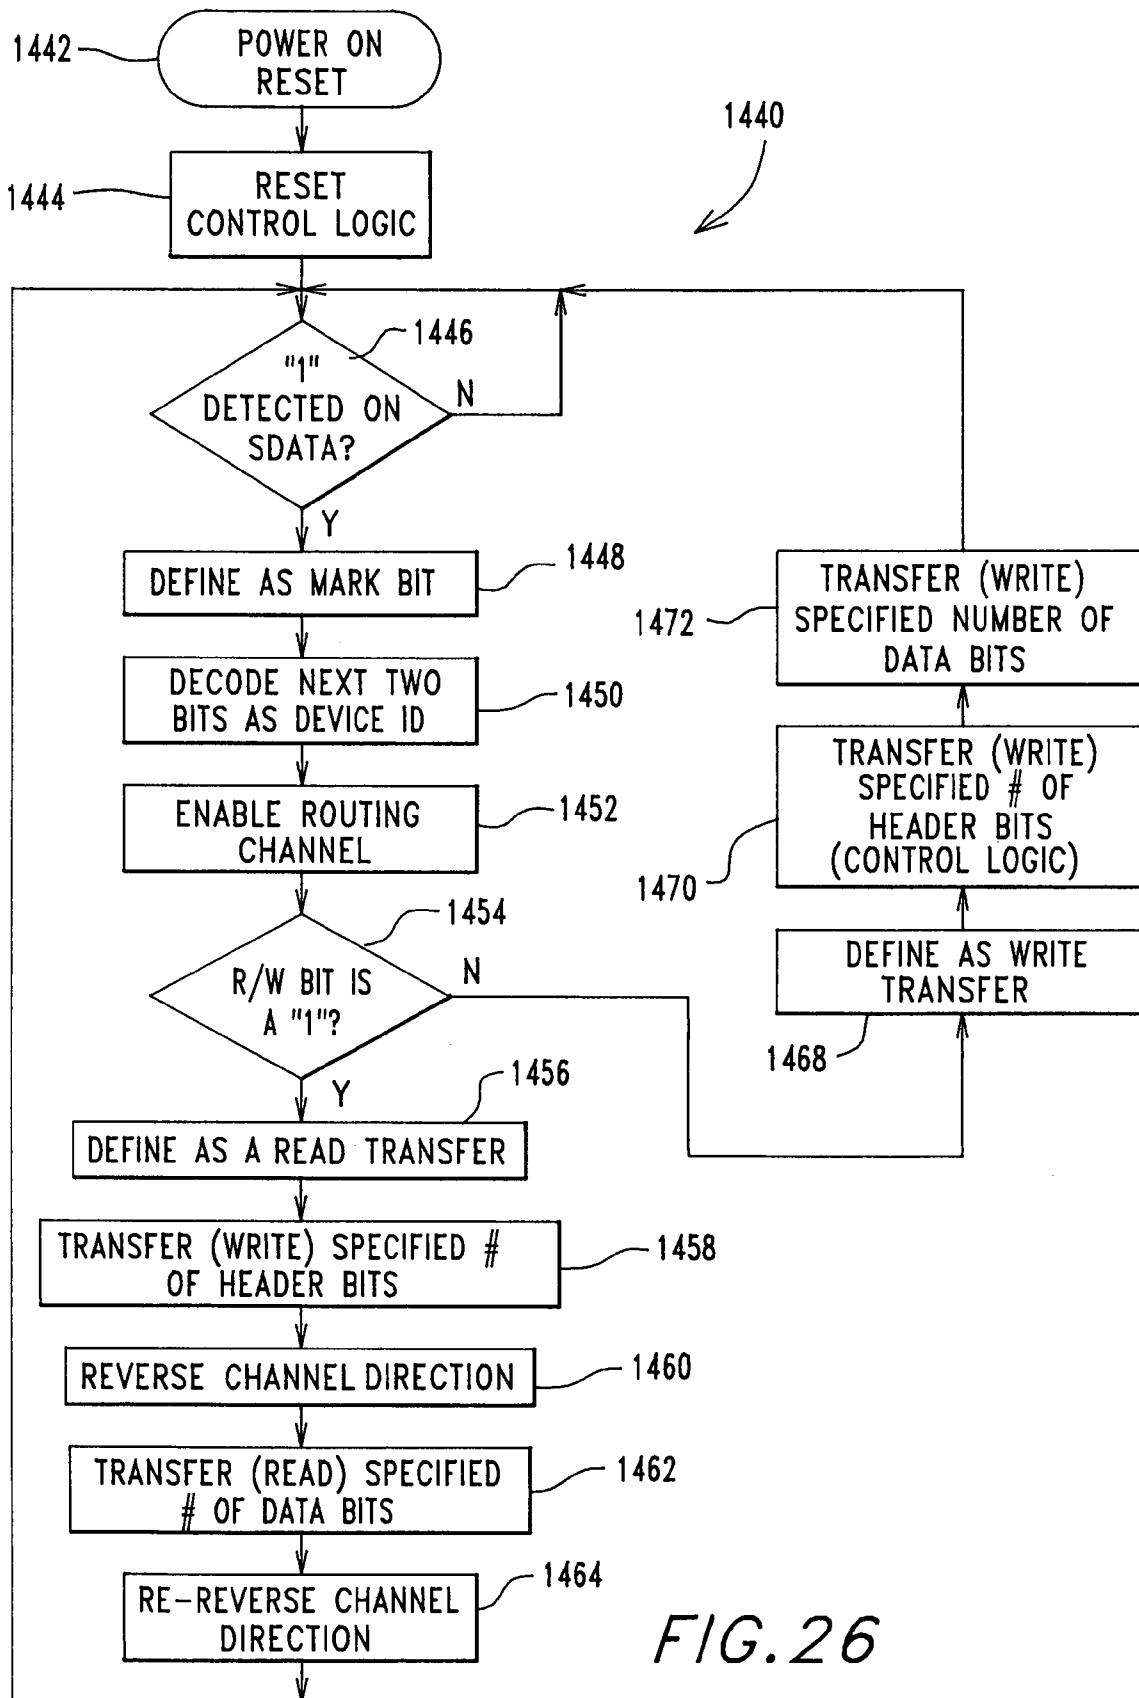 1442
POWER ON
RESET
1440
1444
RESET
CONTROL LOGIC
1446
"1"
DETECTED ON
SDATA?
N
Y
DEFINE AS MARK BIT
1448
DECODE NEXT TWO
BITS AS DEVICE ID
1450
ENABLE ROUTING
CHANNEL
1452
1454
R/W BIT IS
A "1"?
N
Y
1456
DEFINE AS A READ TRANSFER
TRANSFER (WRITE) SPECIFIED #
OF HEADER BITS
1458
REVERSE CHANNEL DIRECTION
1460
TRANSFER (READ) SPECIFIED
# OF DATA BITS
1462
RE-REVERSE CHANNEL
DIRECTION
1464
1472
TRANSFER (WRITE)
SPECIFIED NUMBER OF
DATA BITS
TRANSFER (WRITE)
SPECIFIED # OF
HEADER BITS
(CONTROL LOGIC)
1470
DEFINE AS WRITE
TRANSFER
1468
FIG.26